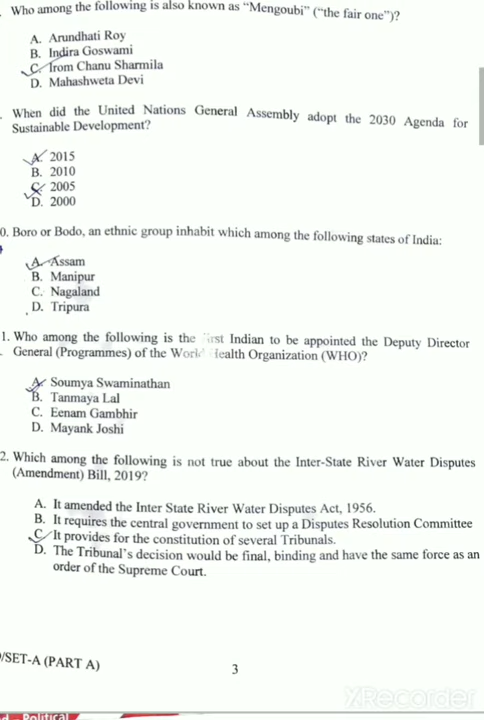 Who among the following is also known as “Mengoubi” (“the fair one”)?
A. Arundhati Roy
B. Indira Goswami
C. Irom Chanu Sharmila
D. Mahashweta Devi
When did the United Nations General Assembly adopt the 2030 Agenda for
Sustainable Development?
A. 2015
B. 2010
C. 2005
D. 2000
0. Boro or Bodo, an ethnic group inhabit which among the following states of India:
A. Assam
B. Manipur
C. Nagaland
D. Tripura
1. Who among the following is the first Indian to be appointed the Deputy Director
General (Programmes) of the World Health Organization (WHO)?
A. Soumya Swaminathan
B. Tanmaya Lal
C. Eenam Gambhir
D. Mayank Joshi
2. Which among the following is not true about the Inter-State River Water Disputes
(Amendment) Bill, 2019?
A. It amended the Inter State River Water Disputes Act, 1956.
B. It requires the central government to set up a Disputes Resolution Committee
C. It provides for the constitution of several Tribunals.
D. The Tribunal’s decision would be final, binding and have the same force as an
order of the Supreme Court.
/SET-A (PART A)
3
XRecorder
Political